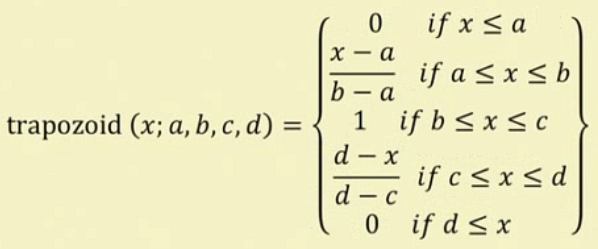 0 if x ≤ a
x − a
b − a
if a ≤ x ≤ b
trapozoid (x; a, b, c, d) = 1 if b ≤ x ≤ c
d − x
d − c
if c ≤ x ≤ d
0 if d ≤ x